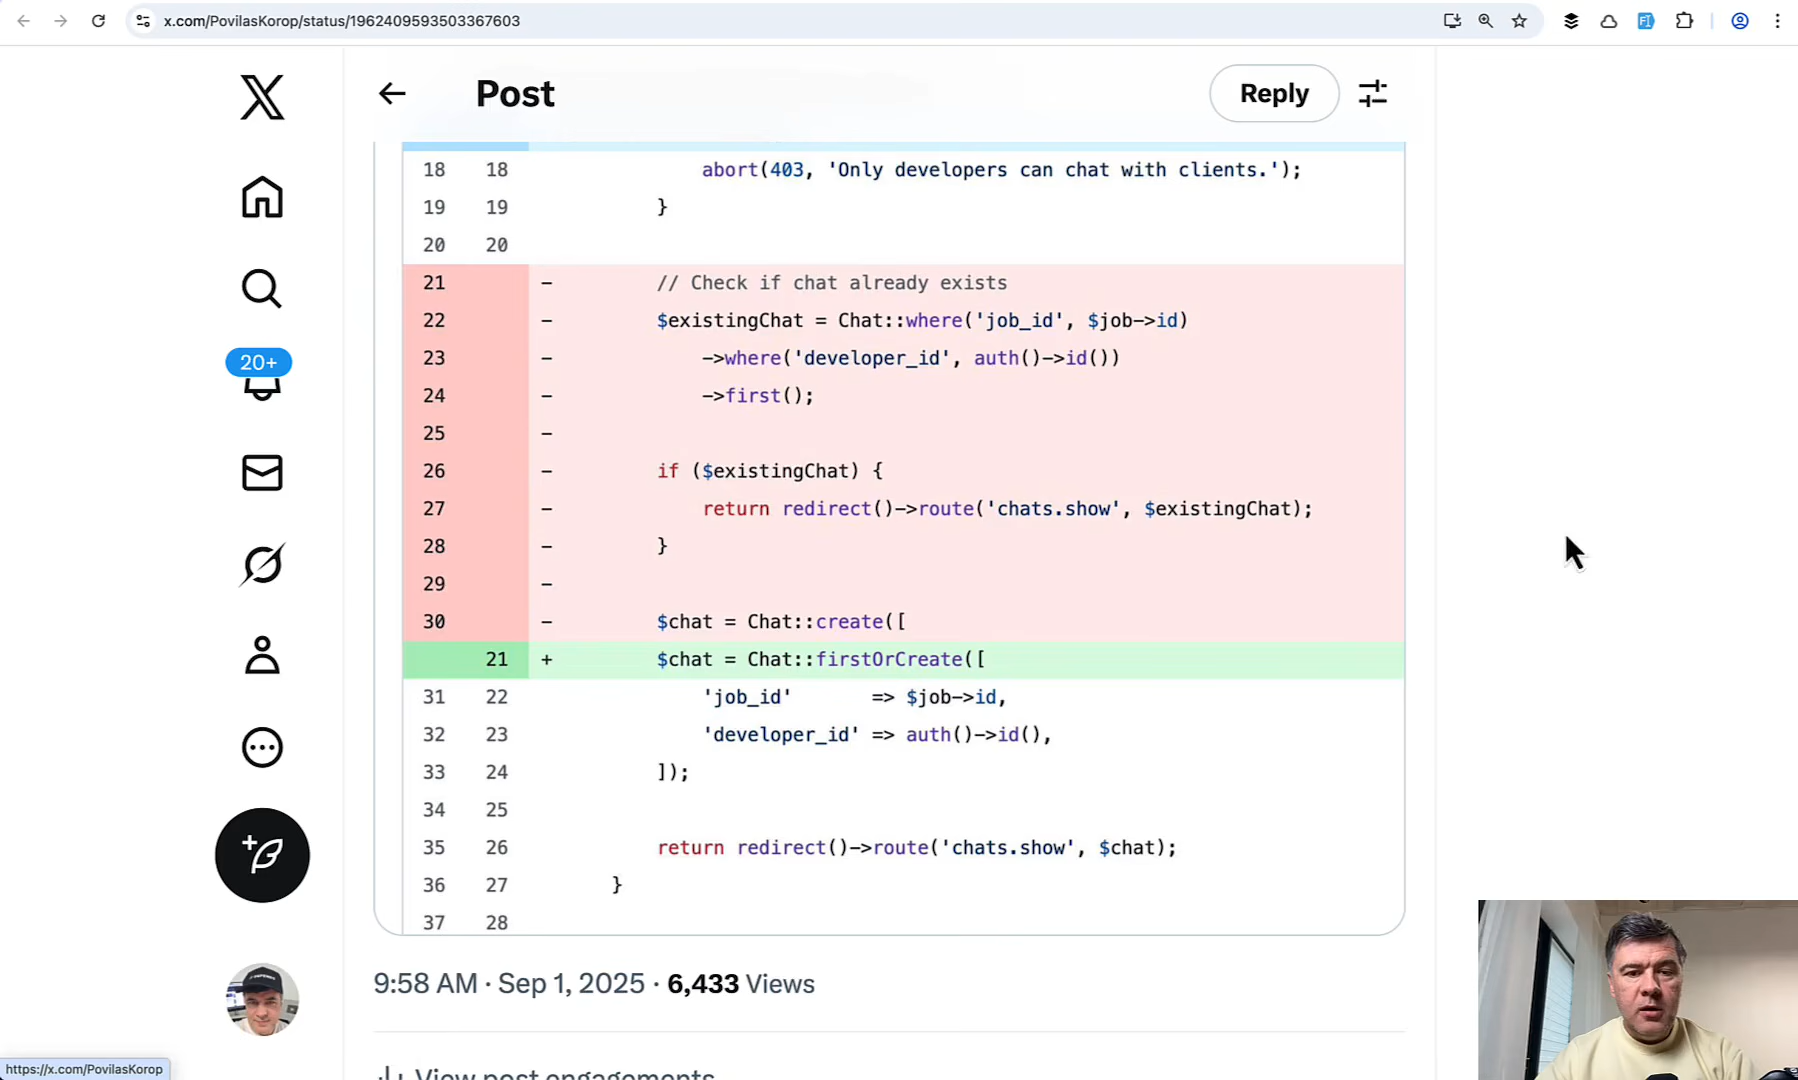 x.com/PovilasKorop/status/1962409593503367603
Post
Reply
18 18 abort(403, 'Only developers can chat with clients.');
19 19 }
20 20
21 - // Check if chat already exists
22 - $existingChat = Chat::where('job_id', $job->id)
23 - ->where('developer_id', auth()->id())
24 - ->first();
25 -
26 - if ($existingChat) {
27 - return redirect()->route('chats.show', $existingChat);
28 - }
29 -
30 - $chat = Chat::create([
21 + $chat = Chat::firstOrCreate([
31 22 'job_id' => $job->id,
32 23 'developer_id' => auth()->id(),
33 24 ]);
34 25
35 26 return redirect()->route('chats.show', $chat);
36 27 }
37 28
20+
9:58 AM · Sep 1, 2025 · 6,433 Views
View post engagements
https://x.com/PovilasKorop